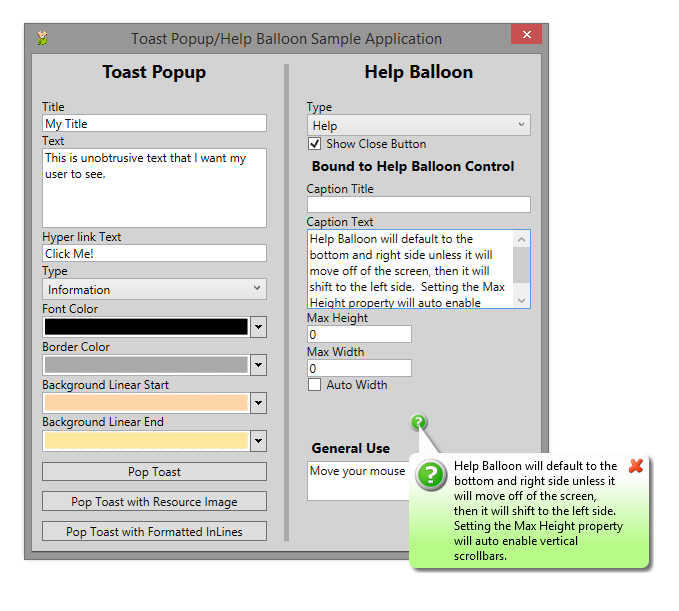 Toast Popup/Help Balloon Sample Application
Toast Popup
Title
My Title
Text
This is unobtrusive text that I want my
user to see.
Hyper link Text
Click Me!
Type
Information
Font Color
Border Color
Background Linear Start
Background Linear End
Pop Toast
Pop Toast with Resource Image
Pop Toast with Formatted InLines
Help Balloon
Type
Help
Show Close Button
Bound to Help Balloon Control
Caption Title
Caption Text
Help Balloon will default to the
bottom and right side unless it will
move off of the screen, then it will
shift to the left side.  Setting the Max
Height property will auto enable
Max Height
0
Max Width
0
Auto Width
General Use
Move your mouse
Help Balloon will default to the
bottom and right side unless it
will move off of the screen,
then it will shift to the left side.
Setting the Max Height property
will auto enable vertical
scrollbars.